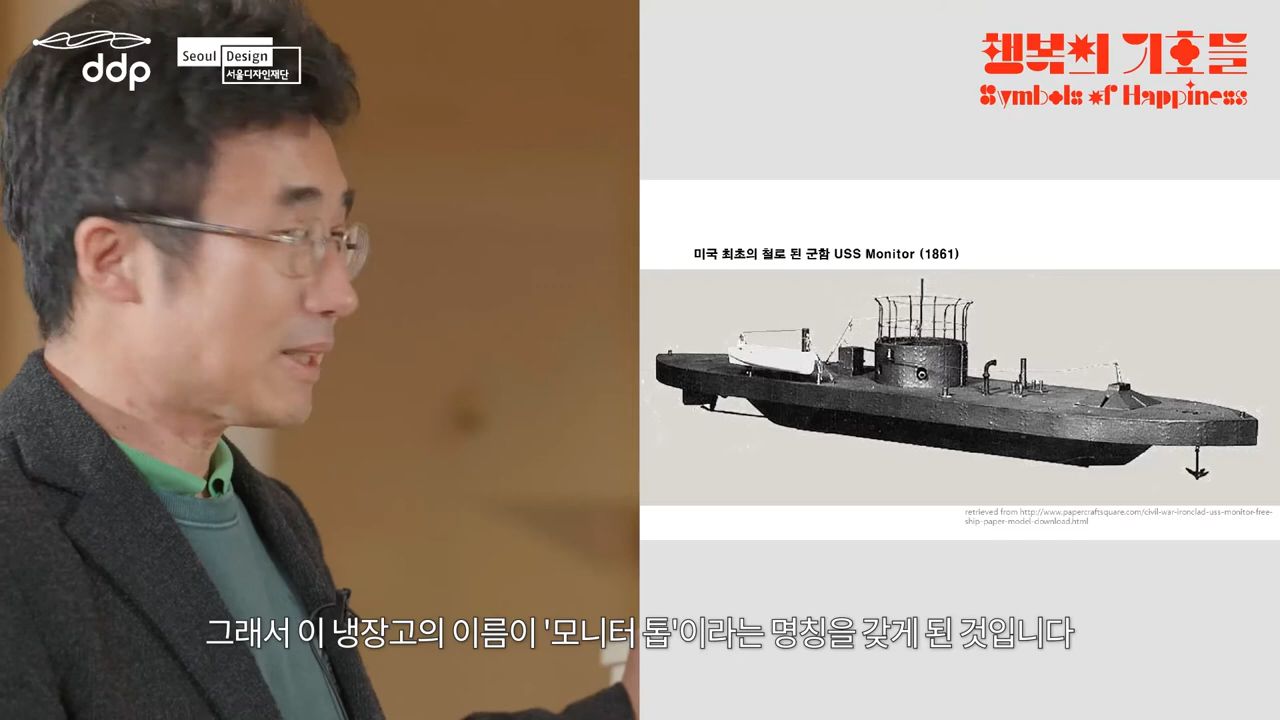 ddp
Seoul Design
서울디자인재단
행복의 기호들
Symbols of Happiness
미국 최초의 철로 된 군함 USS Monitor (1861)
retrieved from http://www.papercraftsquare.com/civil-war-ironclad-uss-monitor-free-
ship-paper-model-download.html
그래서 이 냉장고의 이름이 '모니터 톱'이라는 명칭을 갖게 된 것입니다